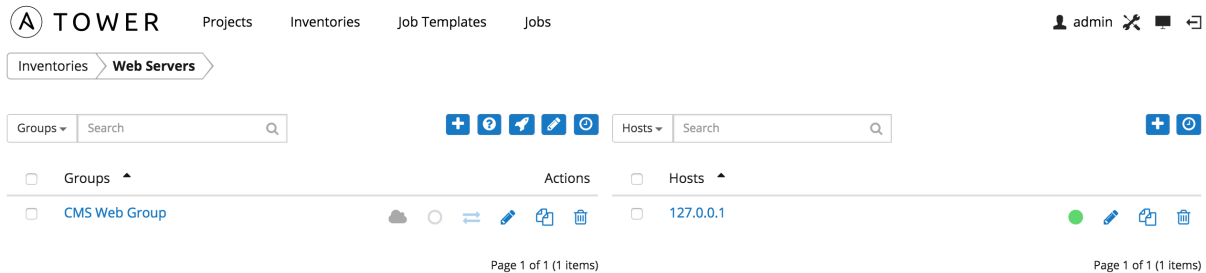 A TOWER Projects Inventories Job Templates Jobs admin
Inventories Web Servers
Groups Search Hosts Search
Groups Actions Hosts
CMS Web Group 127.0.0.1
Page 1 of 1 (1 items) Page 1 of 1 (1 items)